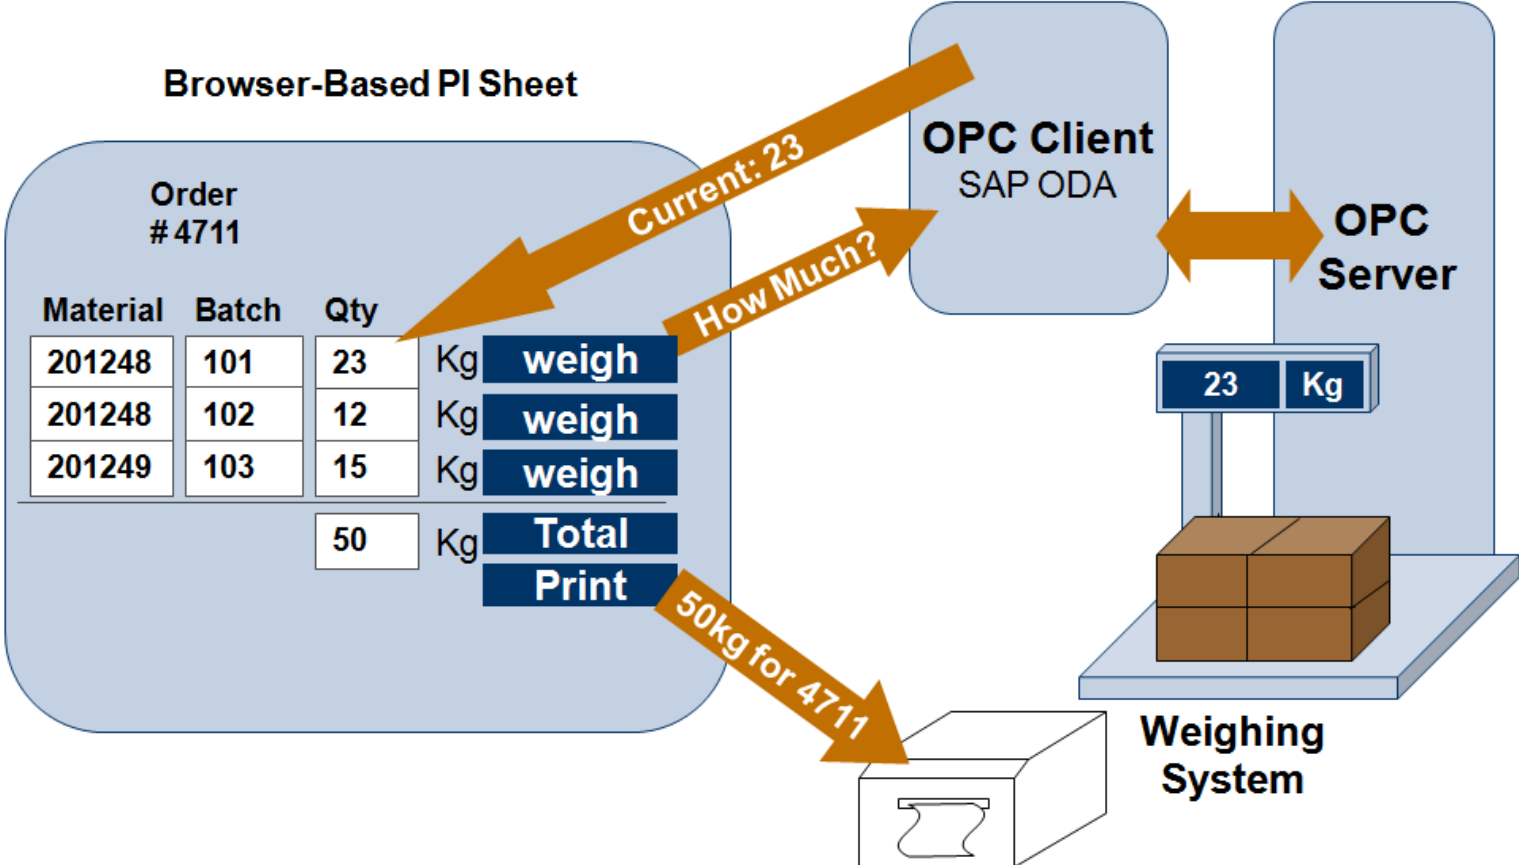 Browser-Based PI Sheet
Order
# 4711
Material Batch Qty
201248 101 23 Kg weigh
201248 102 12 Kg weigh
201249 103 15 Kg weigh
50 Kg Total
Print
Current: 23
How Much?
50kg for 4711
OPC Client
SAP ODA
OPC
Server
23 Kg
Weighing
System